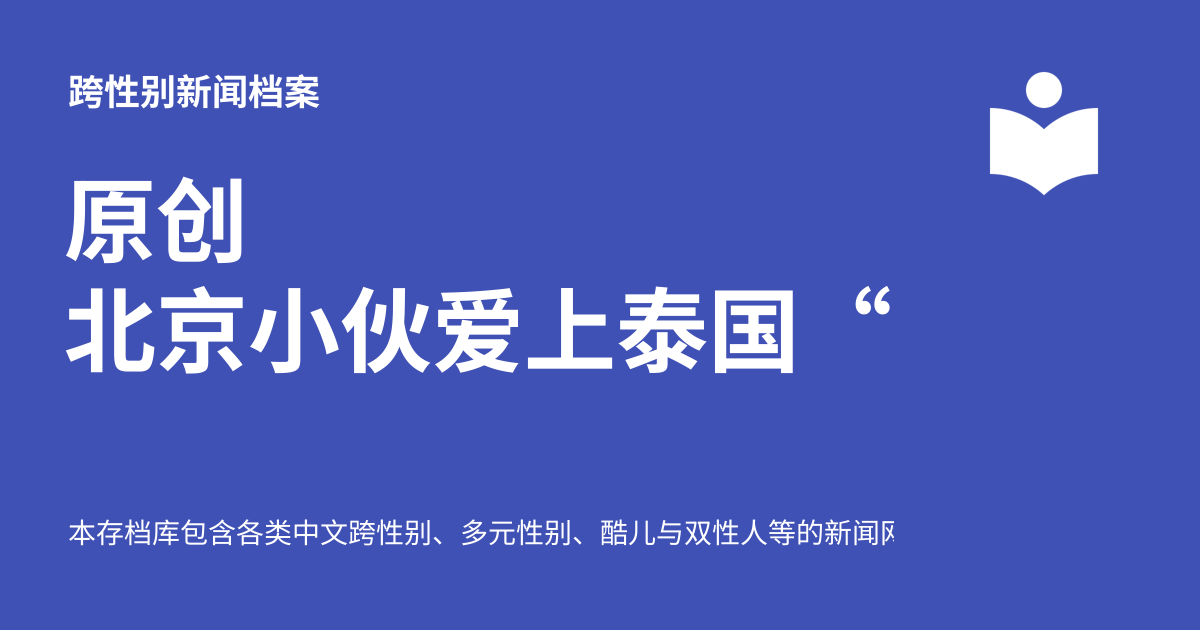 跨性别新闻档案
原创
北京小伙爱上泰国“
本存档库包含各类中文跨性别、多元性别、酷儿与双性人等的新闻